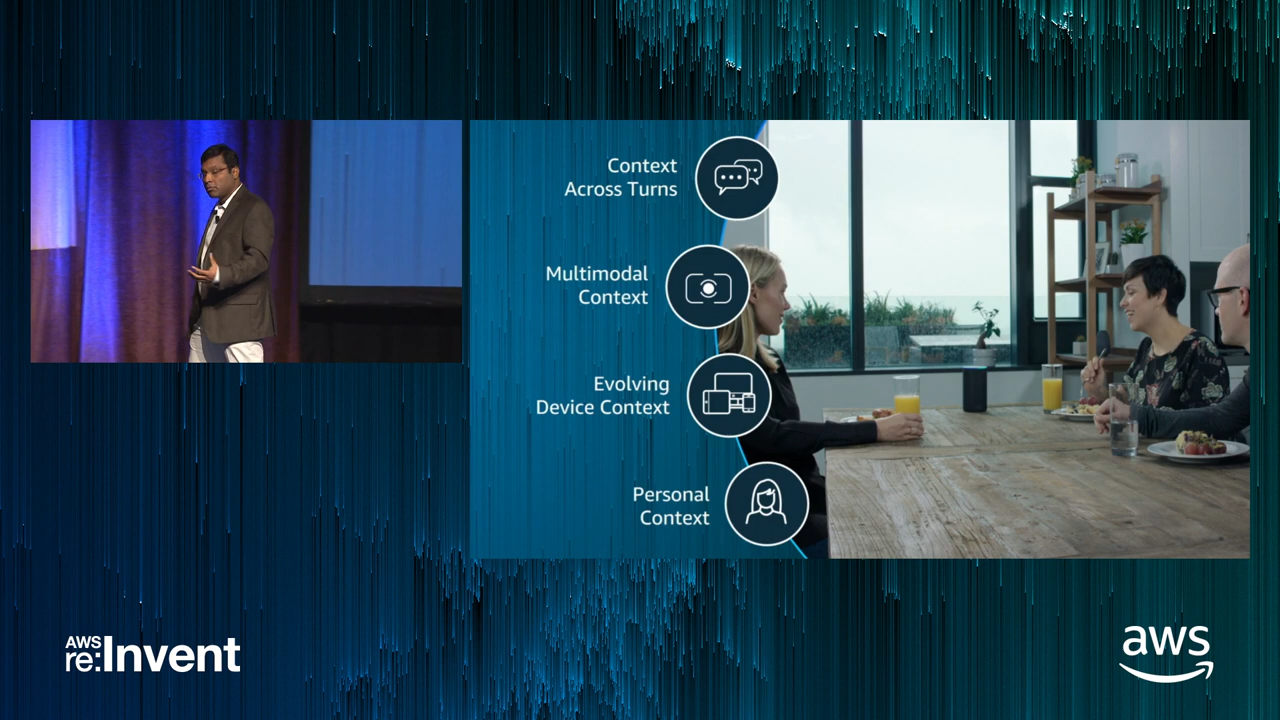 Context
Across Turns
Multimodal
Context
Evolving
Device Context
Personal
Context
AWS
re:Invent
aws